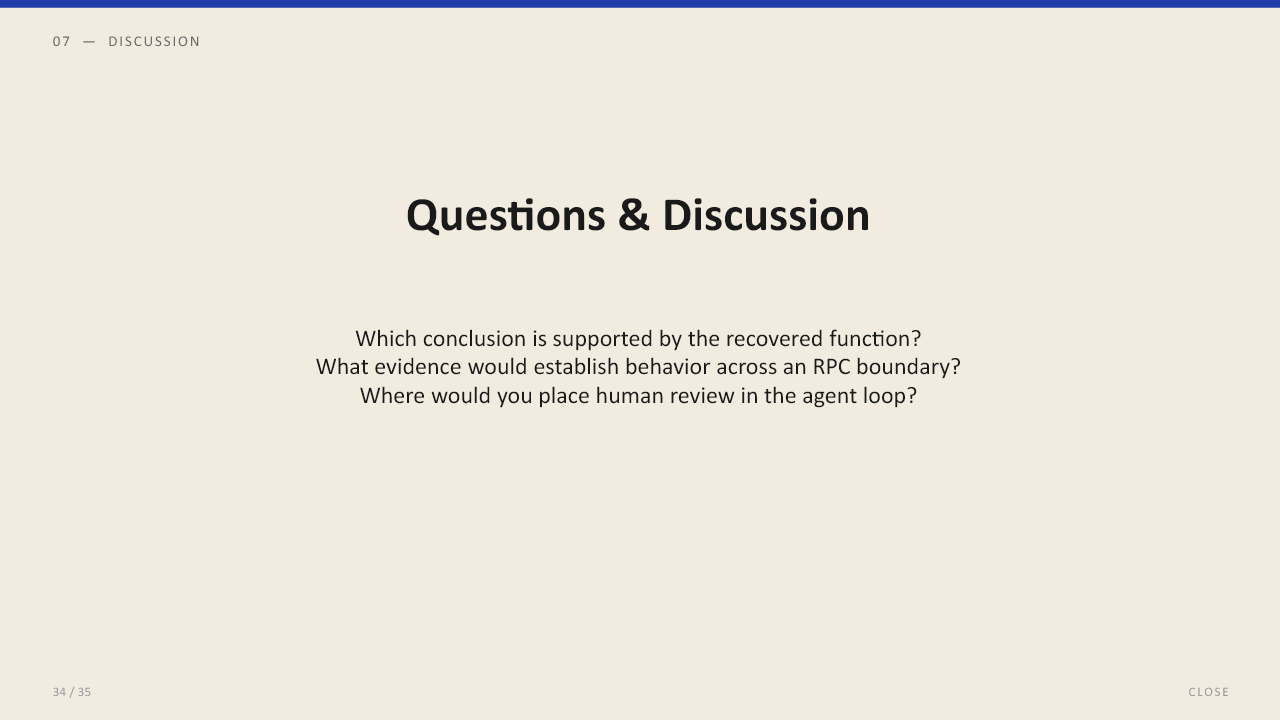 07 — DISCUSSION
Questions & Discussion
Which conclusion is supported by the recovered function?
What evidence would establish behavior across an RPC boundary?
Where would you place human review in the agent loop?
34 / 35
CLOSE